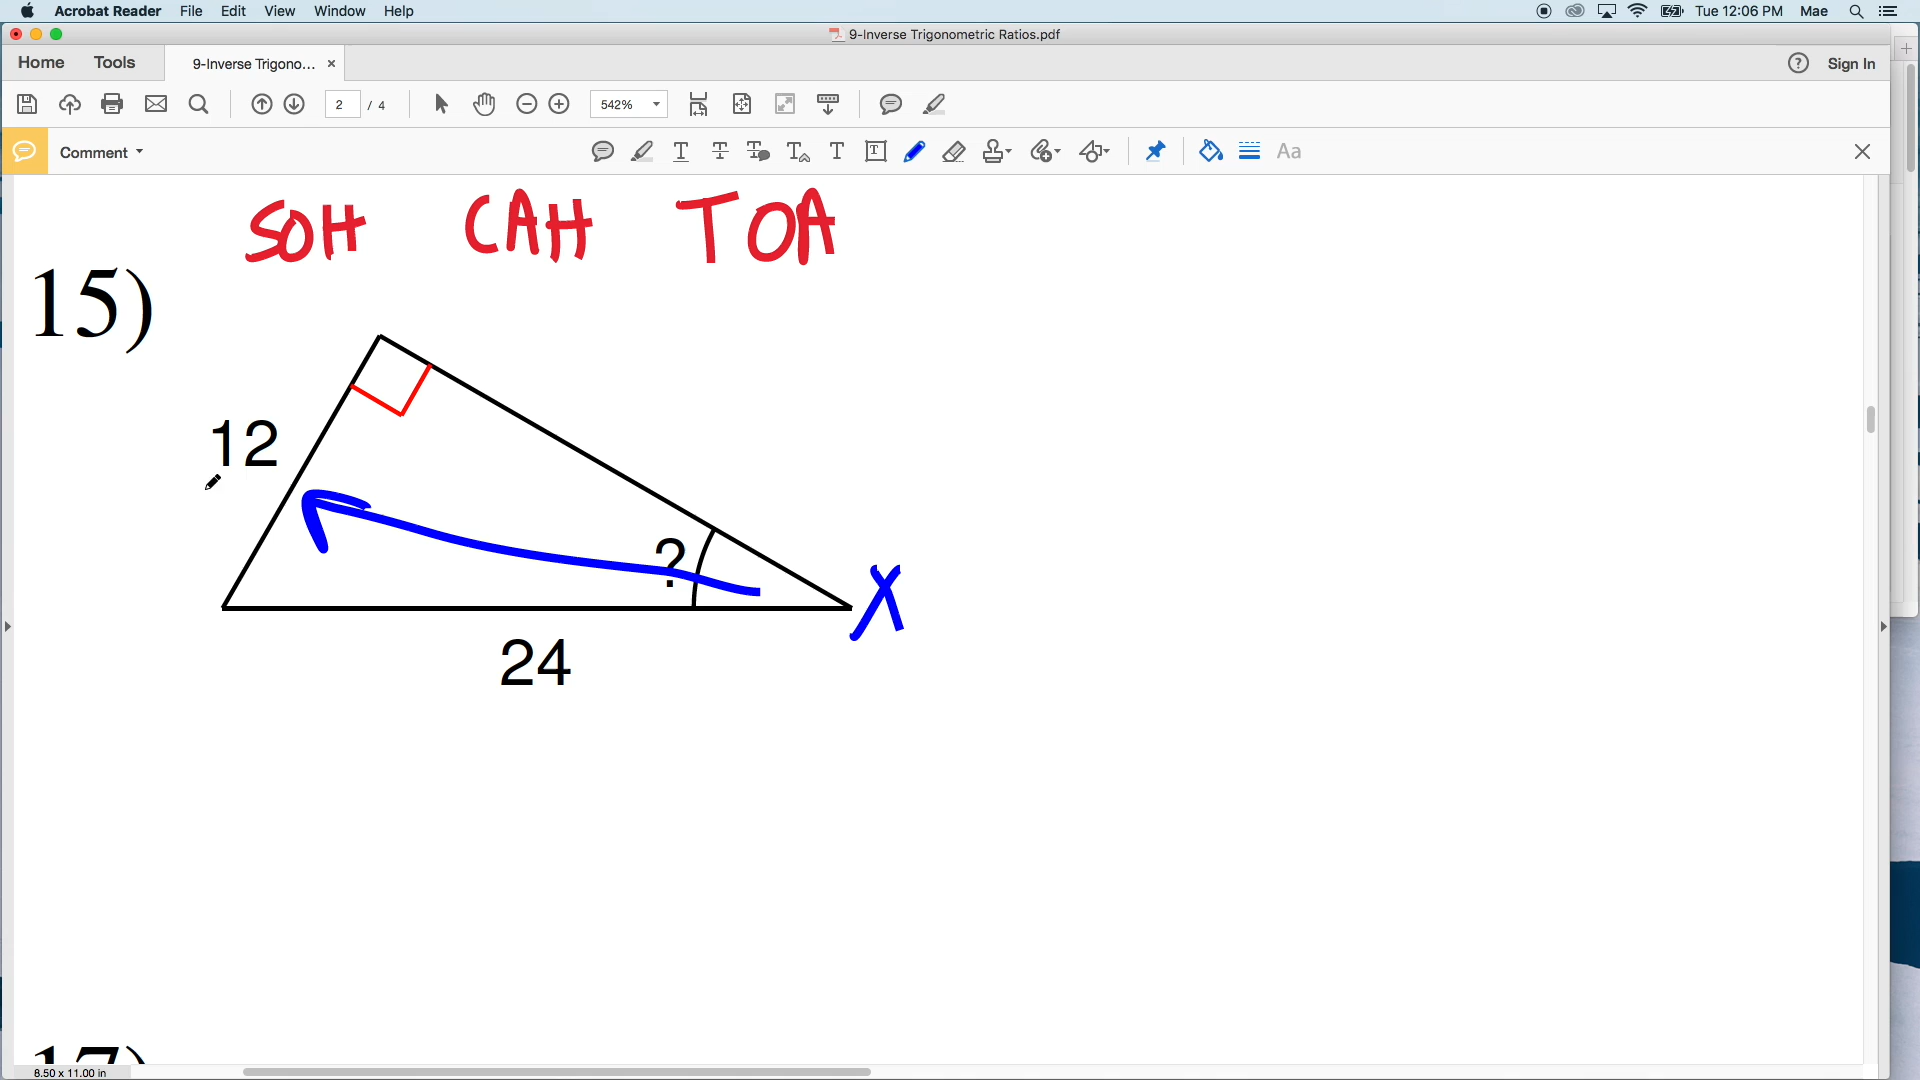 Acrobat Reader File Edit View Window Help Tue 12:06 PM Mae
9-Inverse Trigonometric Ratios.pdf
Home Tools 9-Inverse Trigono... × ? Sign In
2 / 4 542%
Comment T T T T T T Aa
SOH CAH TOA
15)
12
?
X
24
17)
8.50 x 11.00 in